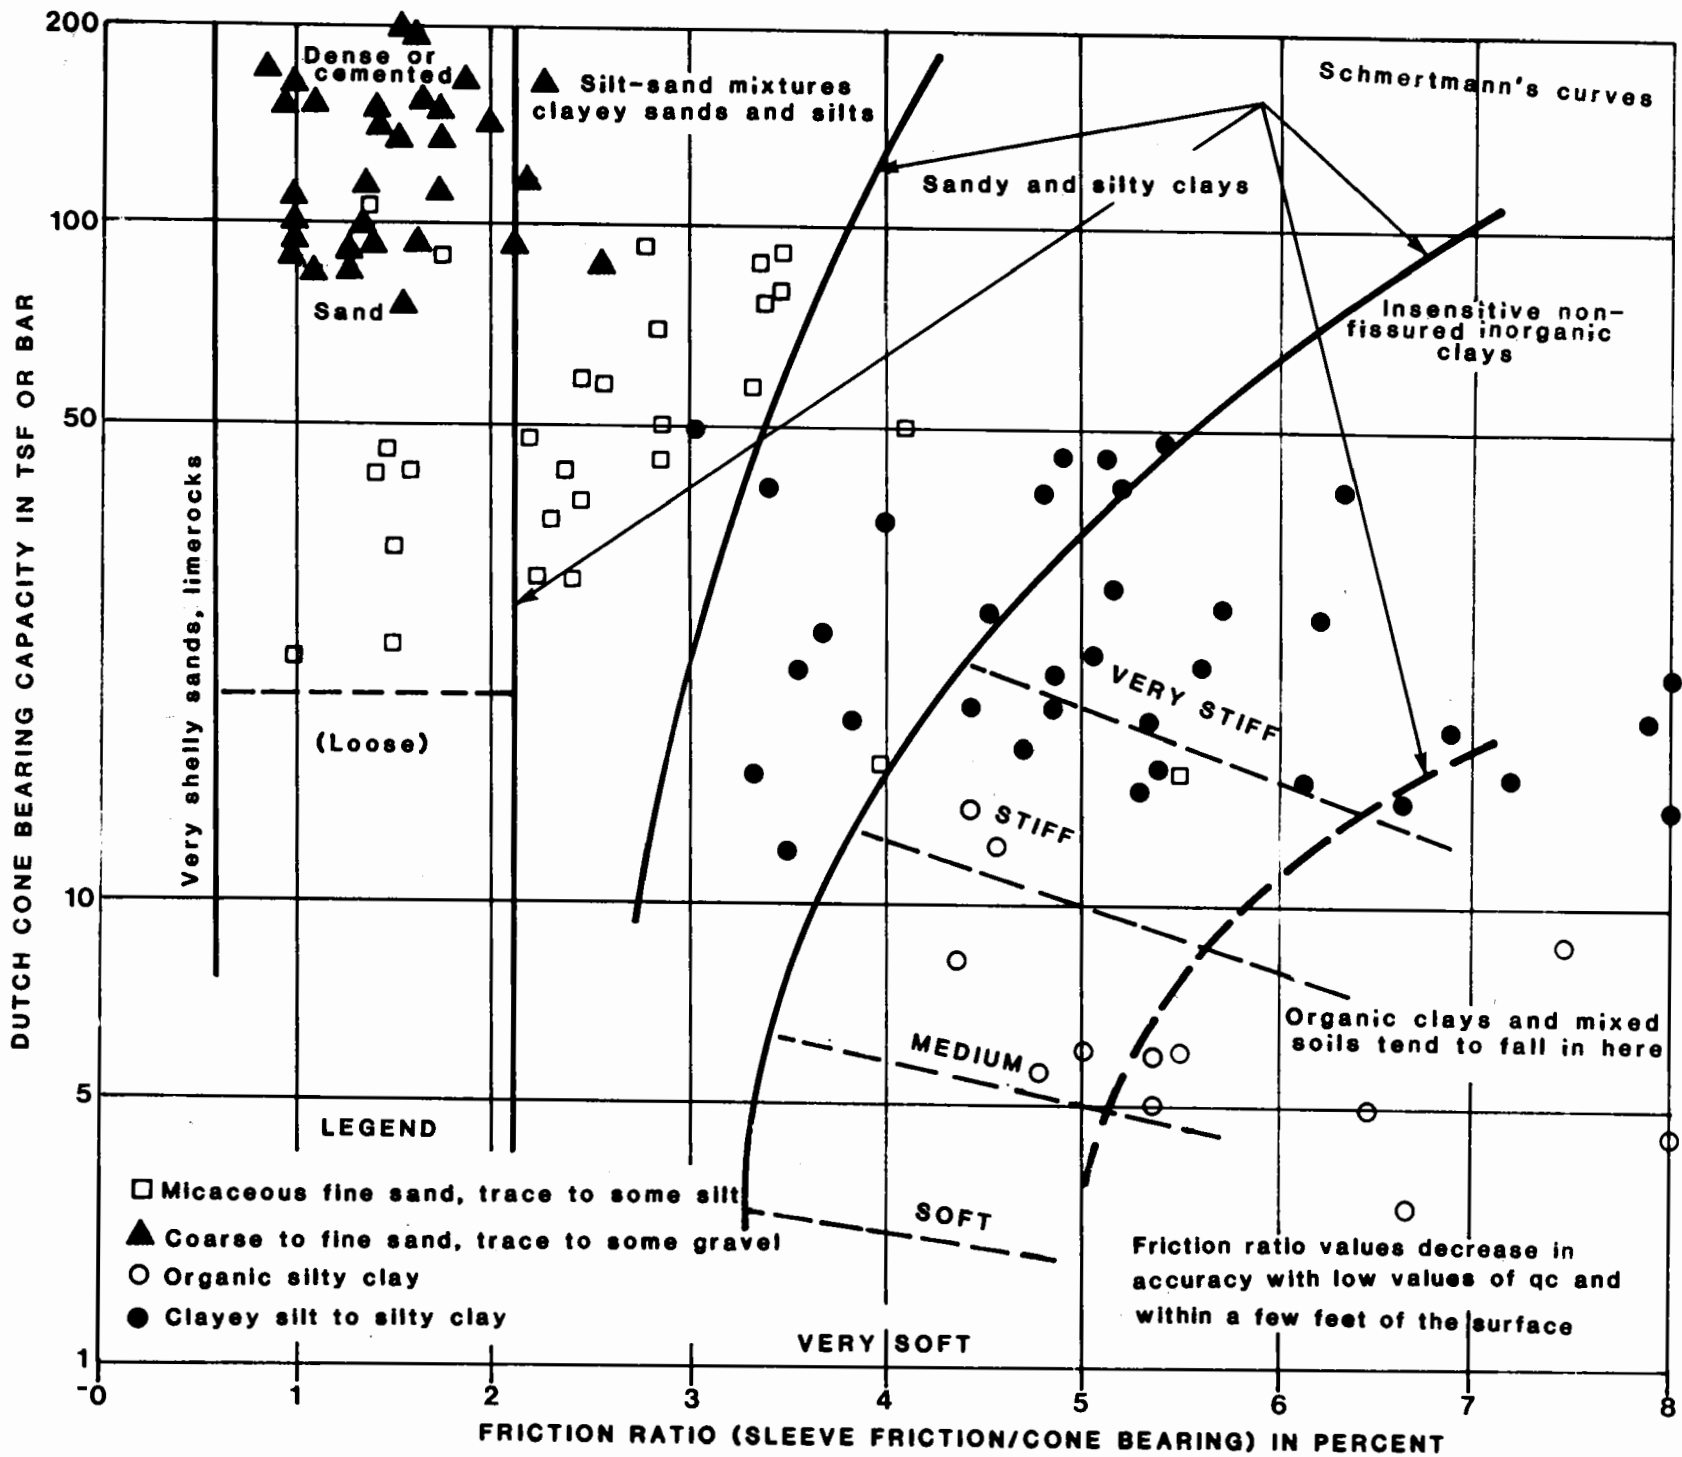 200
100
50
10
5
1
DUTCH CONE BEARING CAPACITY IN TSF OR BAR
Dense or
cemented
Silt-sand mixtures
clayey sands and silts
Schmertmann's curves
Sandy and silty clays
Sand
Insensitive non-
fissured inorganic
clays
Very shelly sands, limerocks
(Loose)
VERY STIFF
STIFF
MEDIUM
SOFT
VERY SOFT
Organic clays and mixed
soils tend to fall in here
LEGEND
Micaceous fine sand, trace to some silt
Coarse to fine sand, trace to some gravel
Organic silty clay
Clayey silt to silty clay
Friction ratio values decrease in
accuracy with low values of qc and
within a few feet of the surface
0 1 2 3 4 5 6 7 8
FRICTION RATIO (SLEEVE FRICTION/CONE BEARING) IN PERCENT